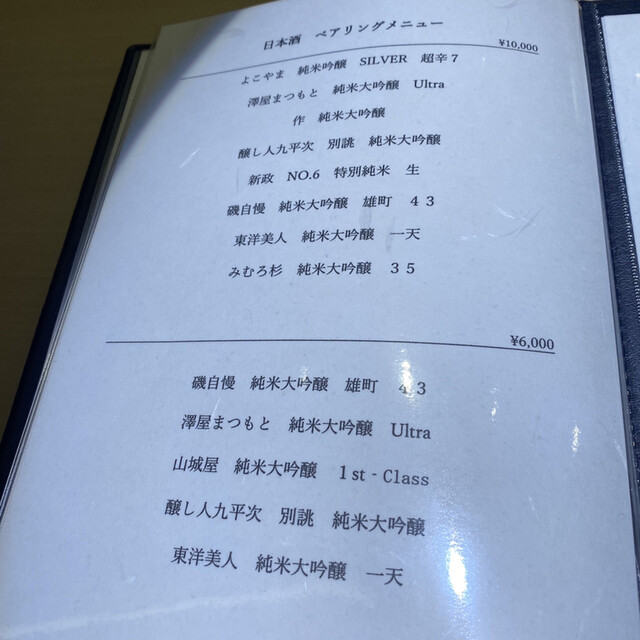 日本酒　ペアリングメニュー
¥10,000
よこやま　純米吟醸　SILVER　超辛７
澤屋まつもと　純米大吟醸　Ultra
作　純米大吟醸
醸し人九平次　別誂　純米大吟醸
新政　NO.6　特別純米　生
磯自慢　純米大吟醸　雄町　４３
東洋美人　純米大吟醸　一天
みむろ杉　純米大吟醸　３５
¥6,000
磯自慢　純米大吟醸　雄町　４３
澤屋まつもと　純米大吟醸　Ultra
山城屋　純米大吟醸　１st‐Class
醸し人九平次　別誂　純米大吟醸
東洋美人　純米大吟醸　一天